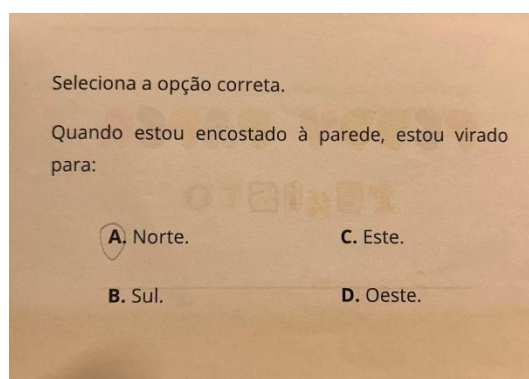 Seleciona a opção correta.
Quando estou encostado à parede, estou virado
para:
A. Norte.
C. Este.
B. Sul.
D. Oeste.